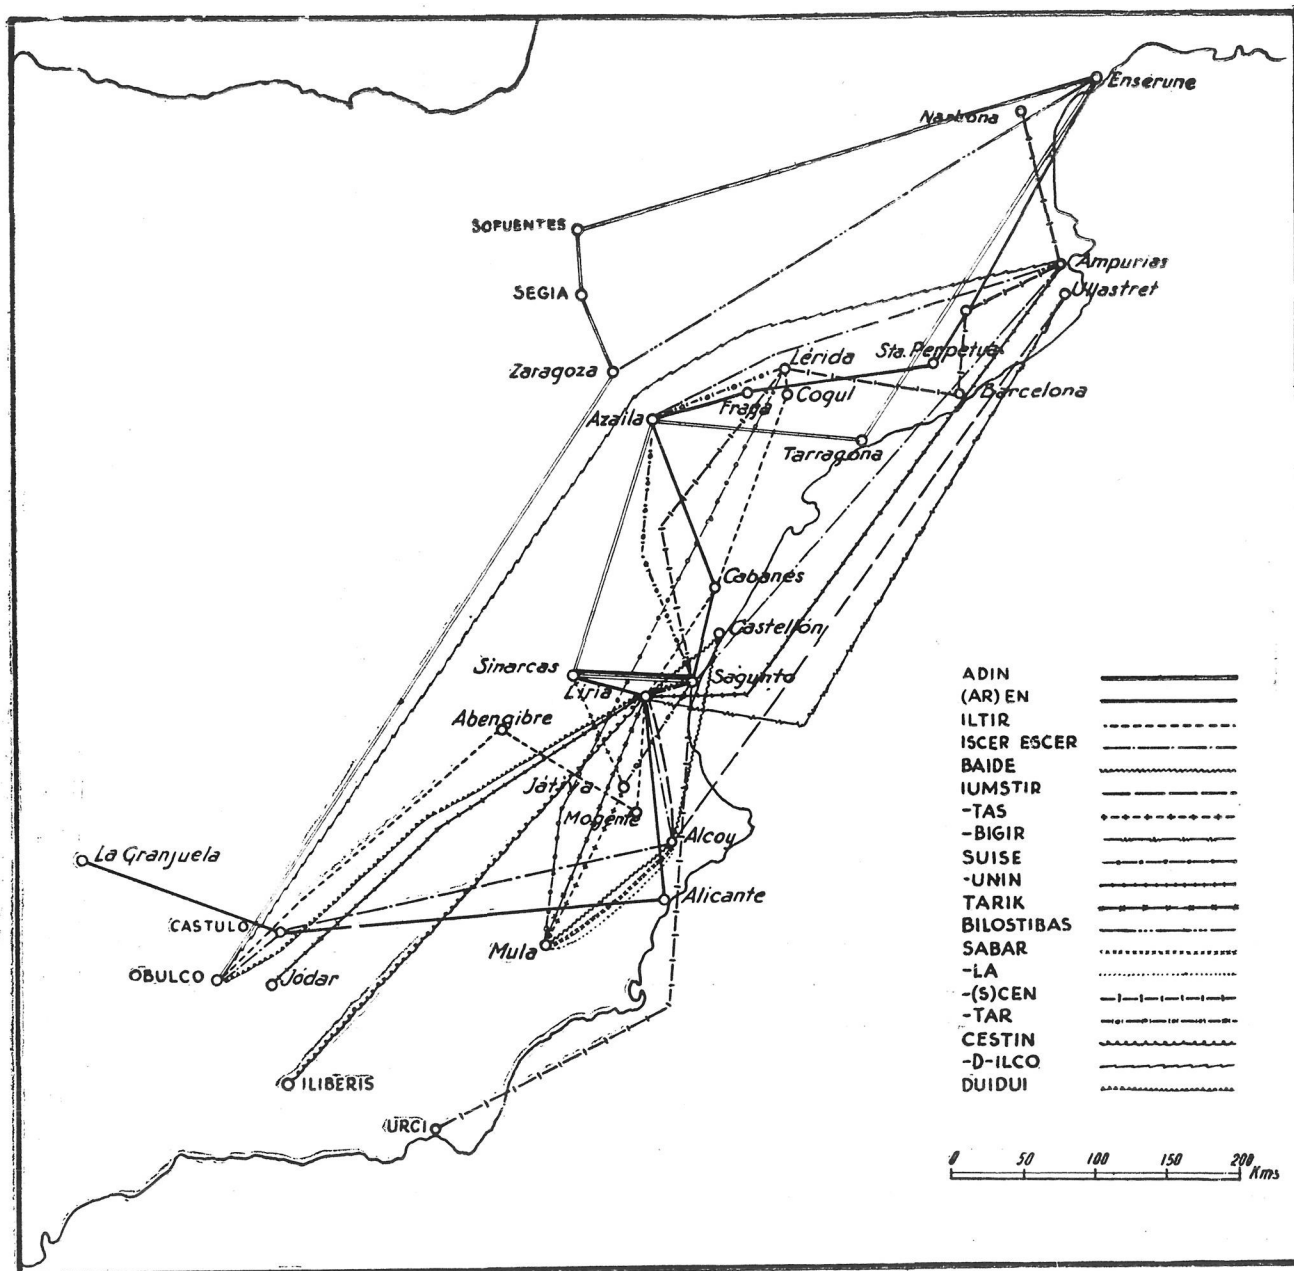 Ensérune
Narbona
SOFUENTES
Ampurias
SEGIA
Ullastret
Zaragoza
Lérida
Sta. Perpetua
Fraga
Coqul
Barcelona
Azaila
Tarragona
Cabanes
Castellón
Sinarcas
Liria
Sagunto
Abengibre
Játiva
Mogente
Alcoy
La Granjuela
Alicante
CASTULO
Mula
OBULCO
Jódar
ILIBERIS
URCI
ADIN
(AR) EN
ILTIR
ISCER ESCER
BAIDE
IUMSTIR
-TAS
-BIGIR
SUISE
-UNIN
TARIK
BILOSTIBAS
SABAR
-LA
-(S)CEN
-TAR
CESTIN
-D-ILCO
DUIDUI
0 50 100 150 200
Kms